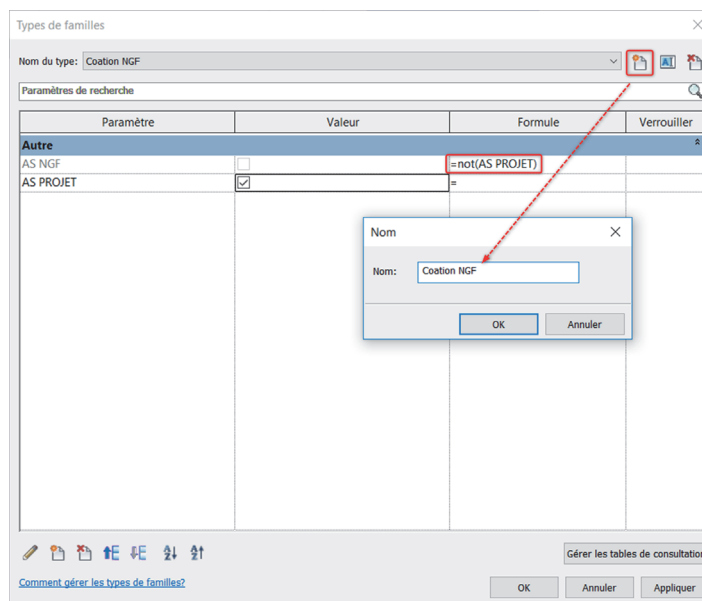 Types de familles
Nom du type: Coation NGF
Paramètres de recherche
Paramètre Valeur Formule Verrouiller
Autre
AS NGF =not(AS PROJET)
AS PROJET =
Nom
Nom: Coation NGF
OK Annuler
Gérer les tables de consultation
Comment gérer les types de familles?
OK Annuler Appliquer